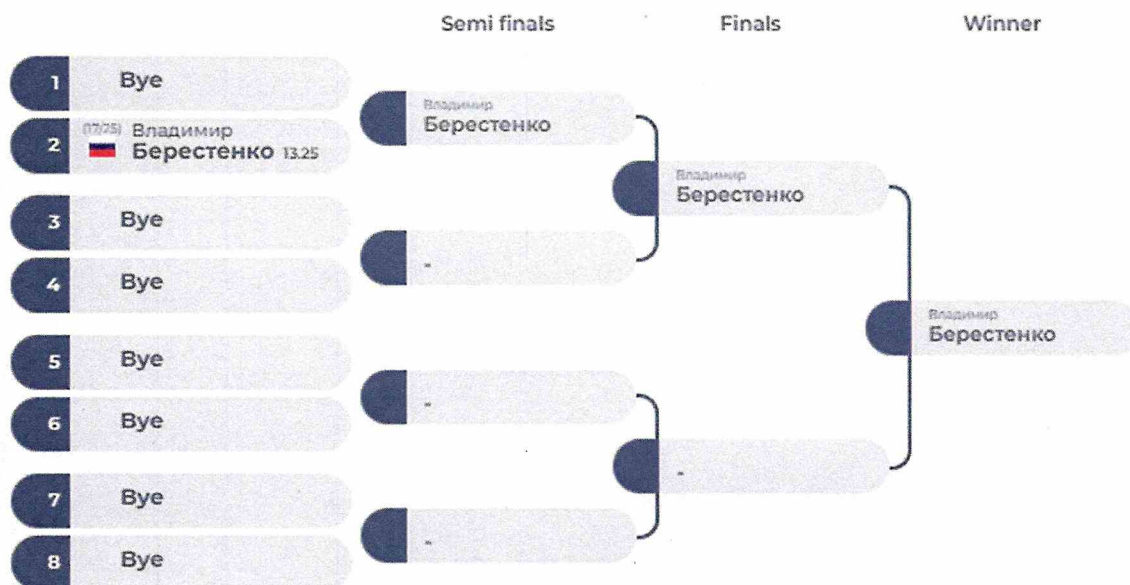 Semi finals
Finals
Winner
1 Bye
2 (17/25) Владимир
Берестенко 13.25
3 Bye
4 Bye
5 Bye
6 Bye
7 Bye
8 Bye
Владимир
Берестенко
-
-
-
Владимир
Берестенко
-
Владимир
Берестенко